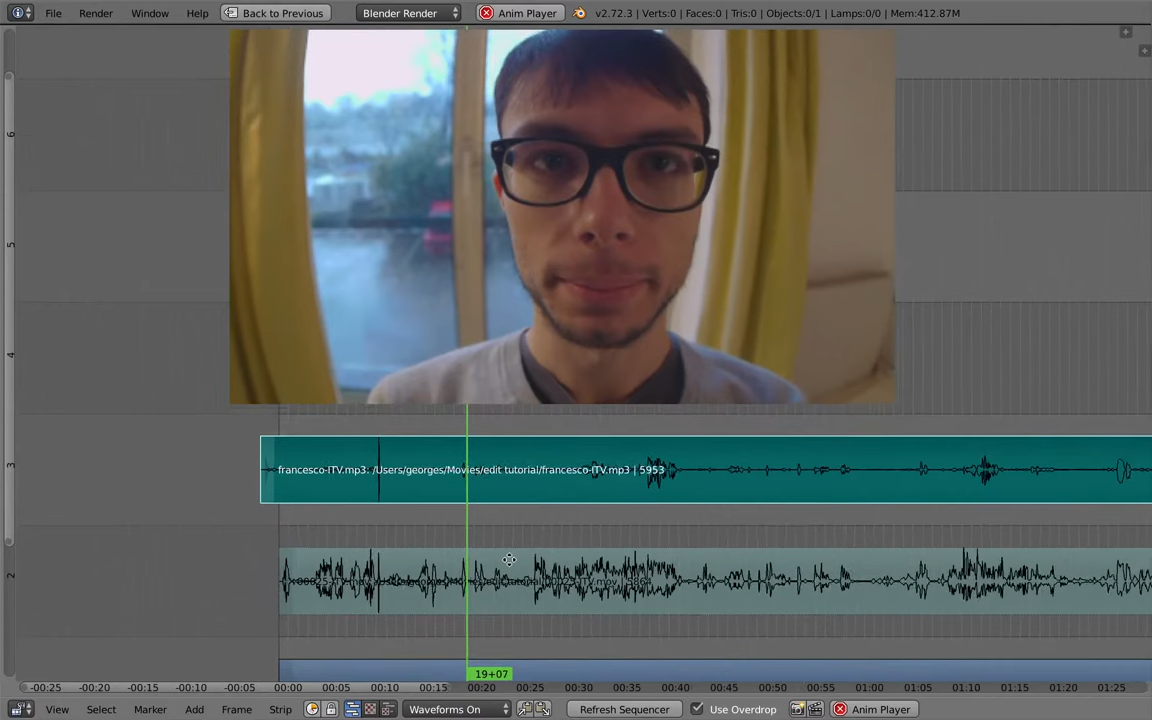 File Render Window Help Back to Previous Blender Render Anim Player v2.72.3 | Verts:0 | Faces:0 | Tris:0 | Objects:0/1 | Lamps:0/0 | Mem:412.87M
6
5
4
3
francesco-ITV.mp3: /Users/georges/Movies/edit tutorial/francesco-ITV.mp3 | 5953
2
19+07
-00:25 -00:20 -00:15 -00:10 -00:05 00:00 00:05 00:10 00:15 00:20 00:25 00:30 00:35 00:40 00:45 00:50 00:55 01:00 01:05 01:10 01:15 01:20 01:25
View Select Marker Add Frame Strip Waveforms On Refresh Sequencer Use Overdrop Anim Player